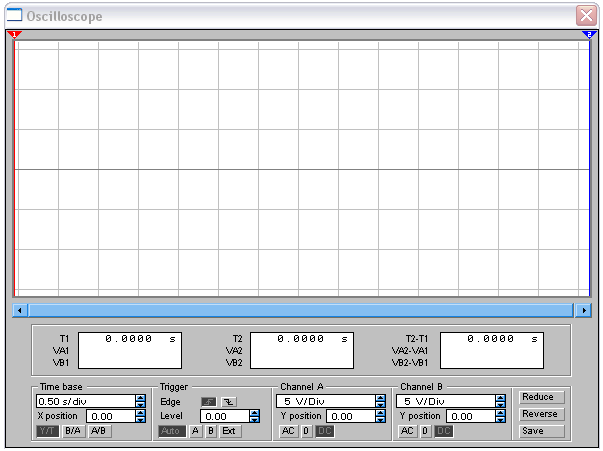 Oscilloscope
1 2
T1 0.0000 s T2 0.0000 s T2-T1 0.0000 s
VA1 VA2 VA2-VA1
VB1 VB2 VB2-VB1
Time base Trigger Channel A Channel B
0.50 s/div Edge 5 V/Div 5 V/Div Reduce
X position 0.00 Level 0.00 Y position 0.00 Y position 0.00 Reverse
Y/T B/A A/B Auto A B Ext AC 0 DC AC 0 DC Save